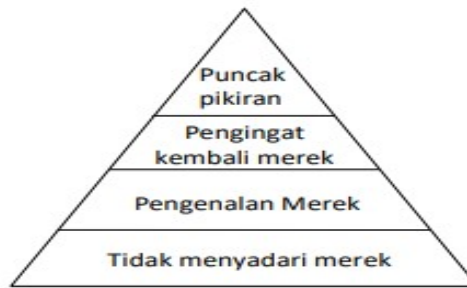 Puncak
pikiran
Pengingat
kembali merek
Pengenalan Merek
Tidak menyadari merek